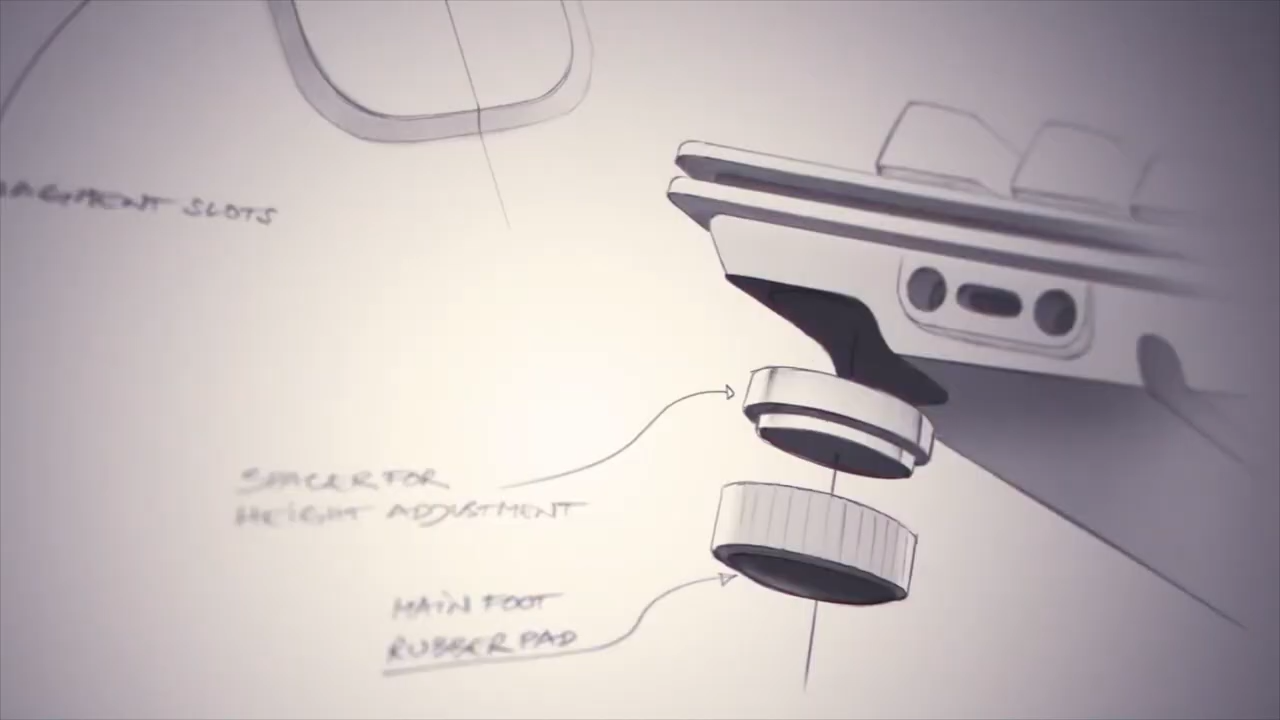 SLOTS
SPACER FOR
HEIGHT ADJUSTMENT
MAIN FOOT
RUBBER PAD